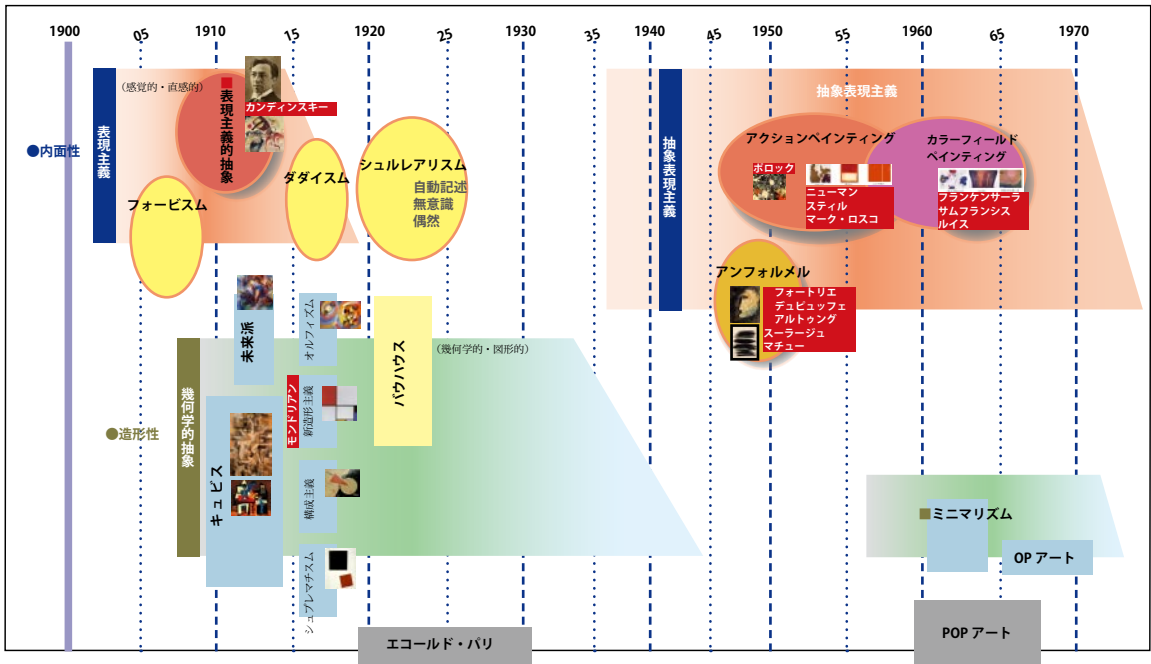 1900
05
1910
15
1920
25
1930
35
1940
45
1950
55
1960
65
1970
●内面性
表現主義
(感覚的・直感的)
■表現主義的抽象
カンディンスキー
フォービスム
ダダイスム
シュルレアリスム
自動記述
無意識
偶然
抽象表現主義
抽象表現主義
アクションペインティング
ポロック
ニューマン
スティル
マーク・ロスコ
カラーフィールド
ペインティング
フランケンサーラ
サムフランシス
ルイス
アンフォルメル
フォートリエ
デュビュッフェ
アルトゥング
スーラージュ
マチュー
●造形性
幾何学的抽象
(幾何学的・図形的)
未来派
キュビス
オルフィズム
モンドリアン
新造形主義
構成主義
シュプレマチスム
バウハウス
エコールド・パリ
■ミニマリズム
OP アート
POP アート